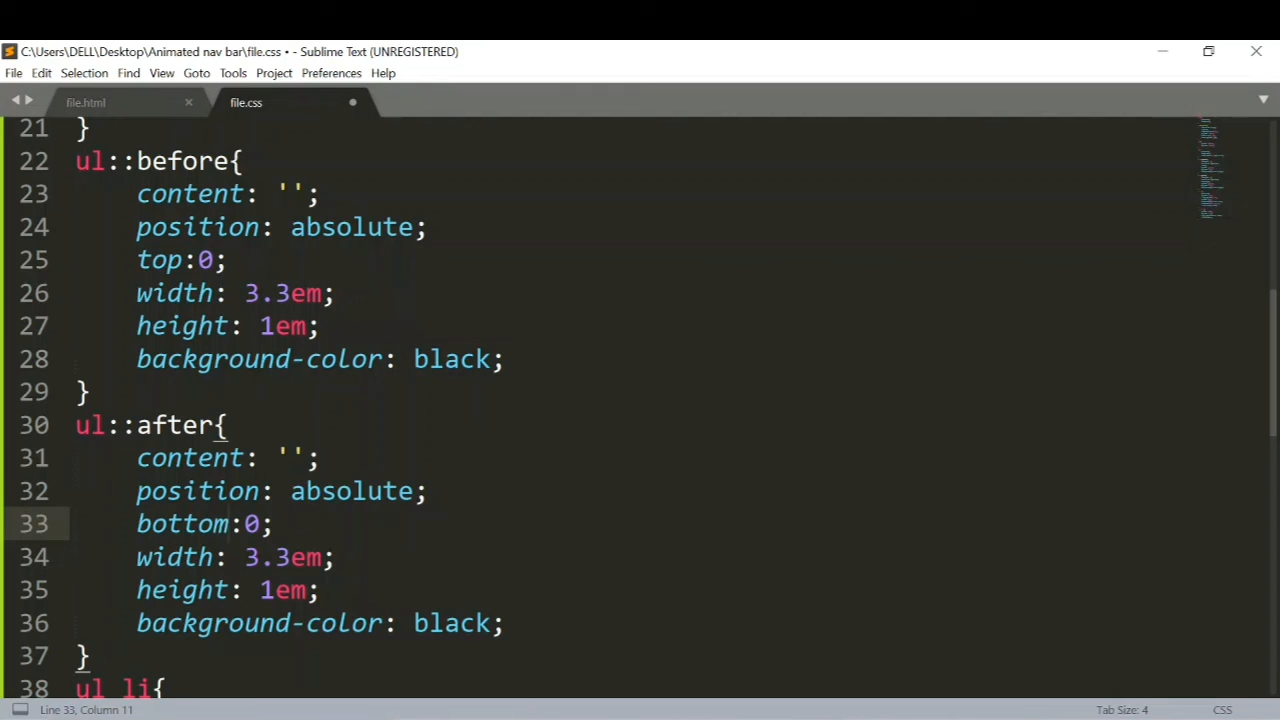 C:\Users\DELL\Desktop\Animated nav bar\file.css • - Sublime Text (UNREGISTERED)
File Edit Selection Find View Goto Tools Project Preferences Help
file.html file.css
21 }
22 ul::before{
23 content: '';
24 position: absolute;
25 top:0;
26 width: 3.3em;
27 height: 1em;
28 background-color: black;
29 }
30 ul::after{
31 content: '';
32 position: absolute;
33 bottom:0;
34 width: 3.3em;
35 height: 1em;
36 background-color: black;
37 }
38 ul li{
Line 33, Column 11 Tab Size: 4 CSS